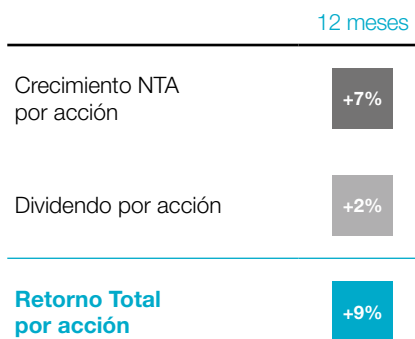 12 meses
Crecimiento NTA
por acción
+7%
Dividendo por acción
+2%
Retorno Total
por acción
+9%